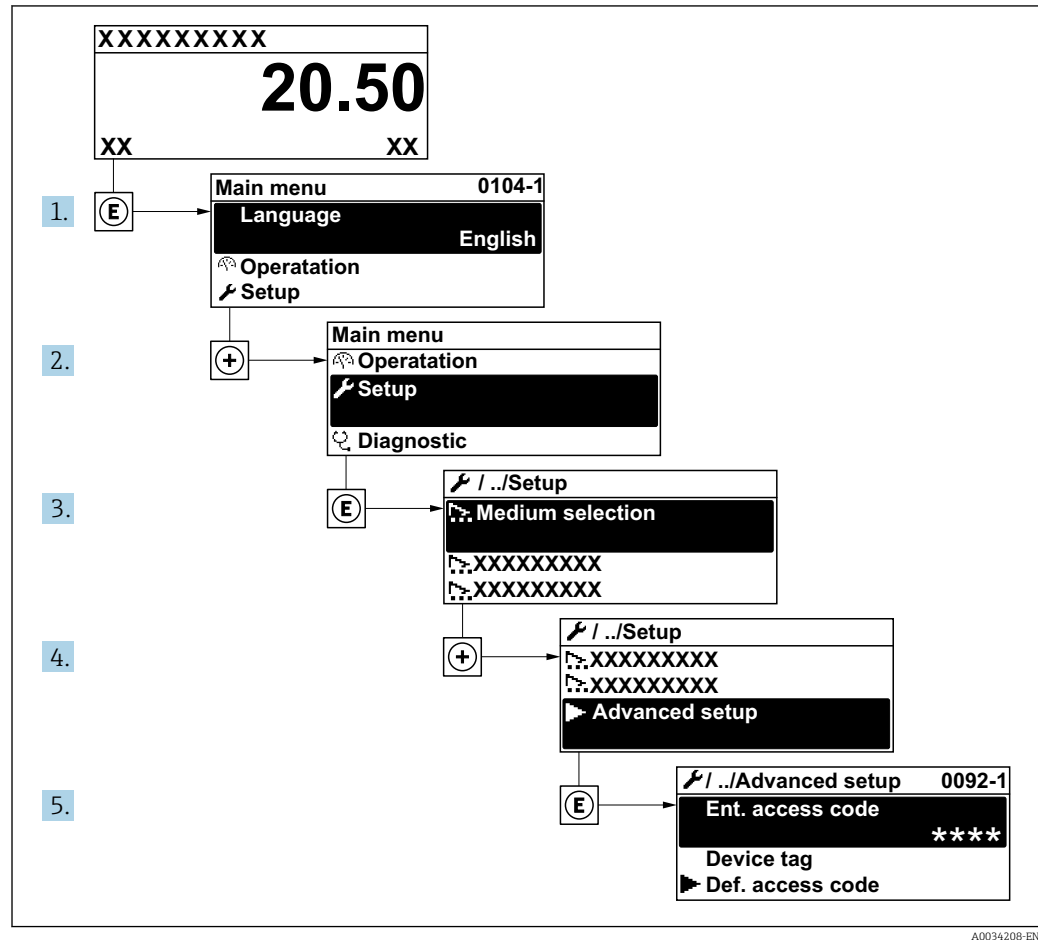 XXXXXXXXX
20.50
XX XX
1. E
Main menu 0104-1
Language
English
Operatation
Setup
2. +
Main menu
Operatation
Setup
Diagnostic
3. E
/ ../Setup
Medium selection
XXXXXXXXX
XXXXXXXXX
4. +
/ ../Setup
XXXXXXXXX
XXXXXXXXX
Advanced setup
5. E
/ ../Advanced setup 0092-1
Ent. access code
****
Device tag
Def. access code
A0034208-EN